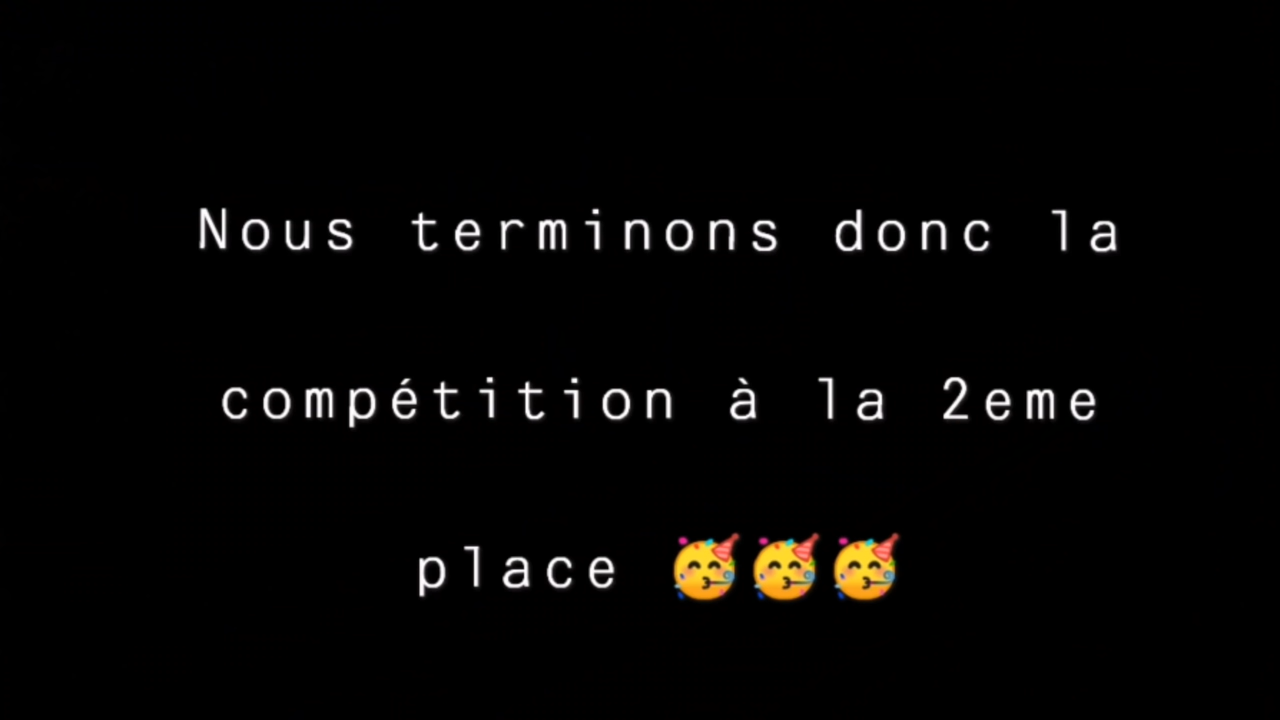 Nous terminons donc la
compétition à la 2eme
place 🥳🥳🥳